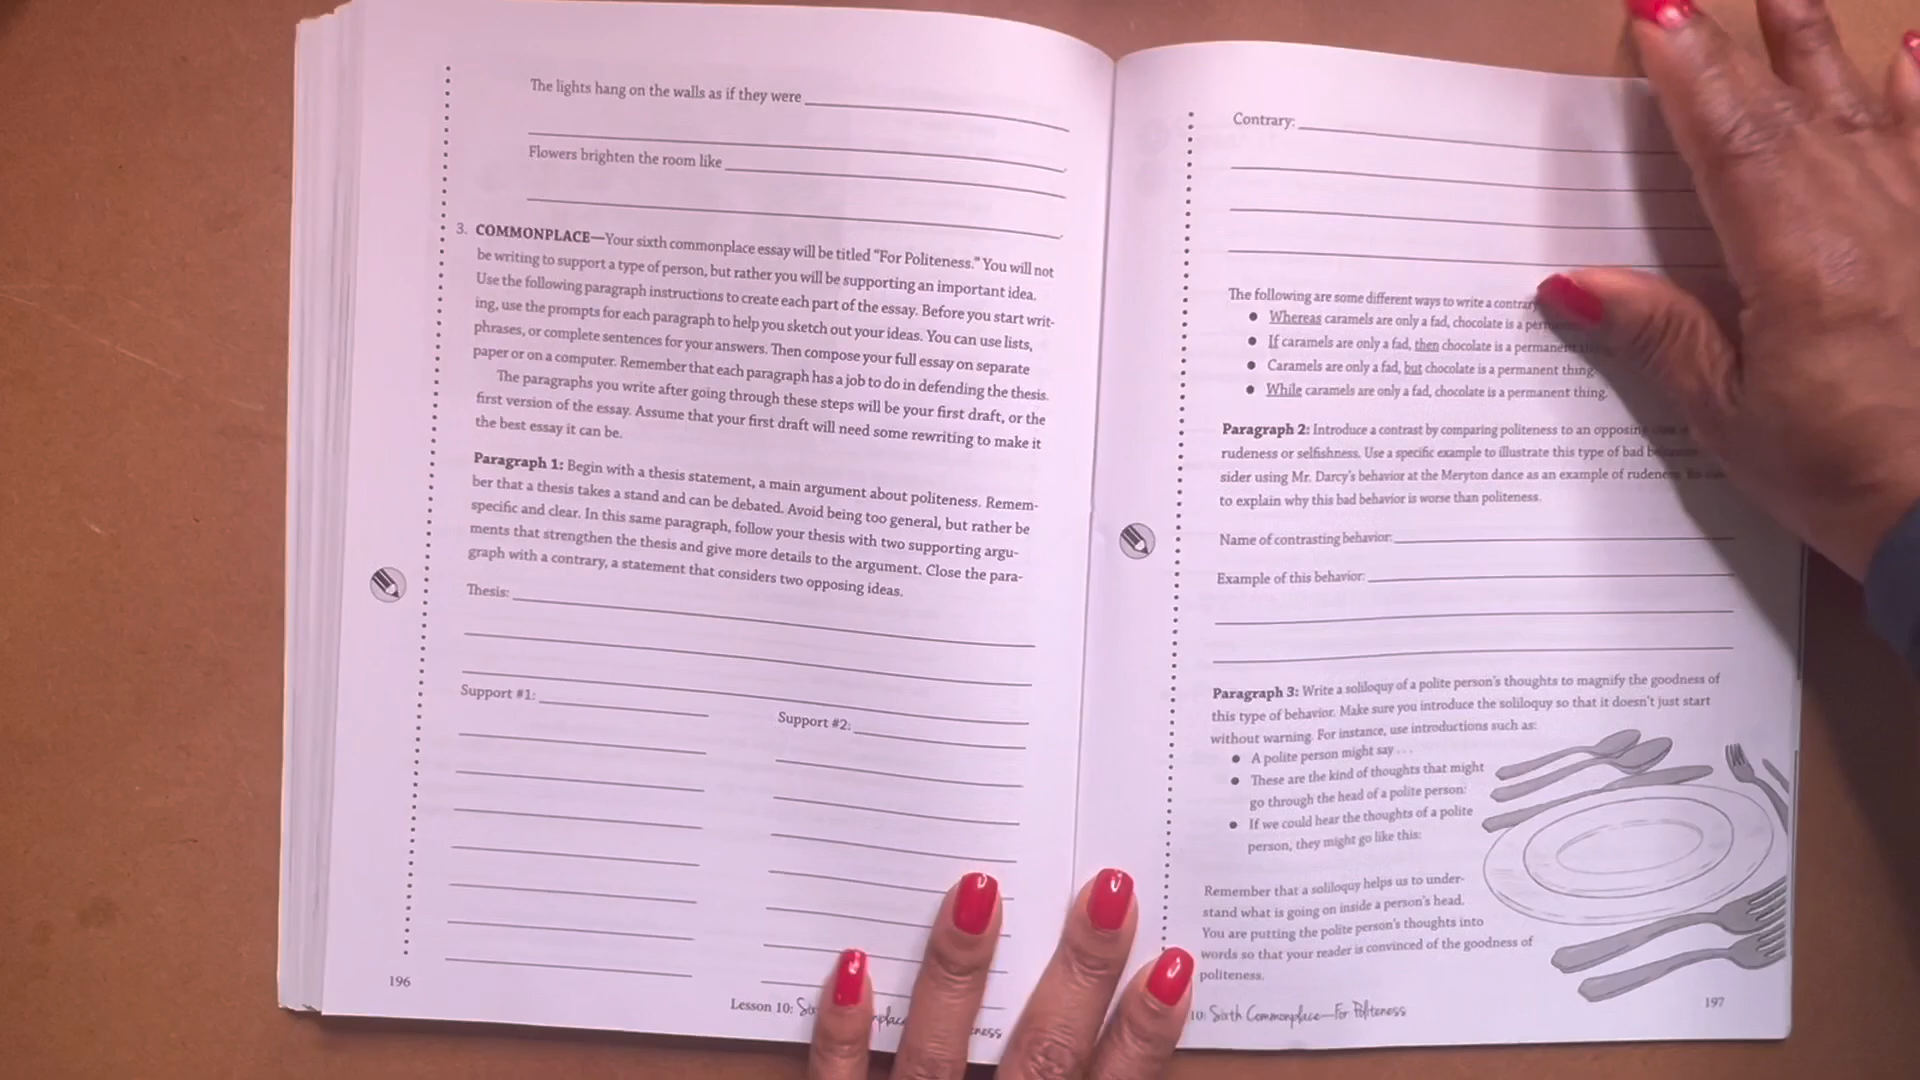 The lights hang on the walls as if they were
Flowers brighten the room like
3. COMMONPLACE—Your sixth commonplace essay will be titled “For Politeness.” You will not
be writing to support a type of person, but rather you will be supporting an important idea.
Use the following paragraph instructions to create each part of the essay. Before you start writ-
ing, use the prompts for each paragraph to help you sketch out your ideas. You can use lists,
phrases, or complete sentences for your answers. Then compose your full essay on separate
paper or on a computer. Remember that each paragraph has a job to do in defending the thesis.
The paragraphs you write after going through these steps will be your first draft, or the
first version of the essay. Assume that your first draft will need some rewriting to make it
the best essay it can be.
Paragraph 1: Begin with a thesis statement, a main argument about politeness. Remem-
ber that a thesis takes a stand and can be debated. Avoid being too general, but rather be
specific and clear. In this same paragraph, follow your thesis with two supporting argu-
ments that strengthen the thesis and give more details to the argument. Close the para-
graph with a contrary, a statement that considers two opposing ideas.
Thesis:
Support #1:
Support #2:
196
Lesson 10:
Contrary:
The following are some different ways to write a contrary
• Whereas caramels are only a fad, chocolate is a
• If caramels are only a fad, then chocolate is a permanent
• Caramels are only a fad, but chocolate is a permanent thing.
• While caramels are only a fad, chocolate is a permanent thing.
Paragraph 2: Introduce a contrast by comparing politeness to an opposing
rudeness or selfishness. Use a specific example to illustrate this type of bad
sider using Mr. Darcy’s behavior at the Meryton dance as an example of
to explain why this bad behavior is worse than politeness.
Name of contrasting behavior:
Example of this behavior:
Paragraph 3: Write a soliloquy of a polite person’s thoughts to magnify the goodness of
this type of behavior. Make sure you introduce the soliloquy so that it doesn’t just start
without warning. For instance, use introductions such as:
• A polite person might say . . .
• These are the kind of thoughts that might
go through the head of a polite person:
• If we could hear the thoughts of a polite
person, they might go like this:
Remember that a soliloquy helps us to under-
stand what is going on inside a person’s head.
You are putting the polite person’s thoughts into
words so that your reader is convinced of the goodness of
politeness.
10: Sixth Commonplace—For Politeness
197